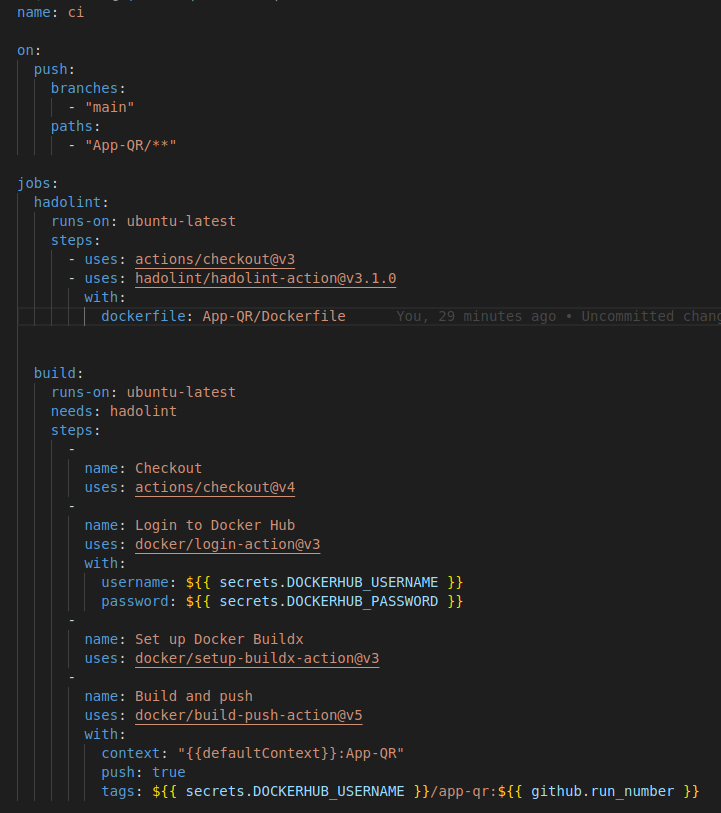 name: ci
on:
push:
branches:
- "main"
paths:
- "App-QR/**"
jobs:
hadolint:
runs-on: ubuntu-latest
steps:
- uses: actions/checkout@v3
- uses: hadolint/hadolint-action@v3.1.0
with:
dockerfile: App-QR/Dockerfile You, 29 minutes ago • Uncommitted chang
build:
runs-on: ubuntu-latest
needs: hadolint
steps:
-
name: Checkout
uses: actions/checkout@v4
-
name: Login to Docker Hub
uses: docker/login-action@v3
with:
username: ${{ secrets.DOCKERHUB_USERNAME }}
password: ${{ secrets.DOCKERHUB_PASSWORD }}
-
name: Set up Docker Buildx
uses: docker/setup-buildx-action@v3
-
name: Build and push
uses: docker/build-push-action@v5
with:
context: "{{defaultContext}}:App-QR"
push: true
tags: ${{ secrets.DOCKERHUB_USERNAME }}/app-qr:${{ github.run_number }}